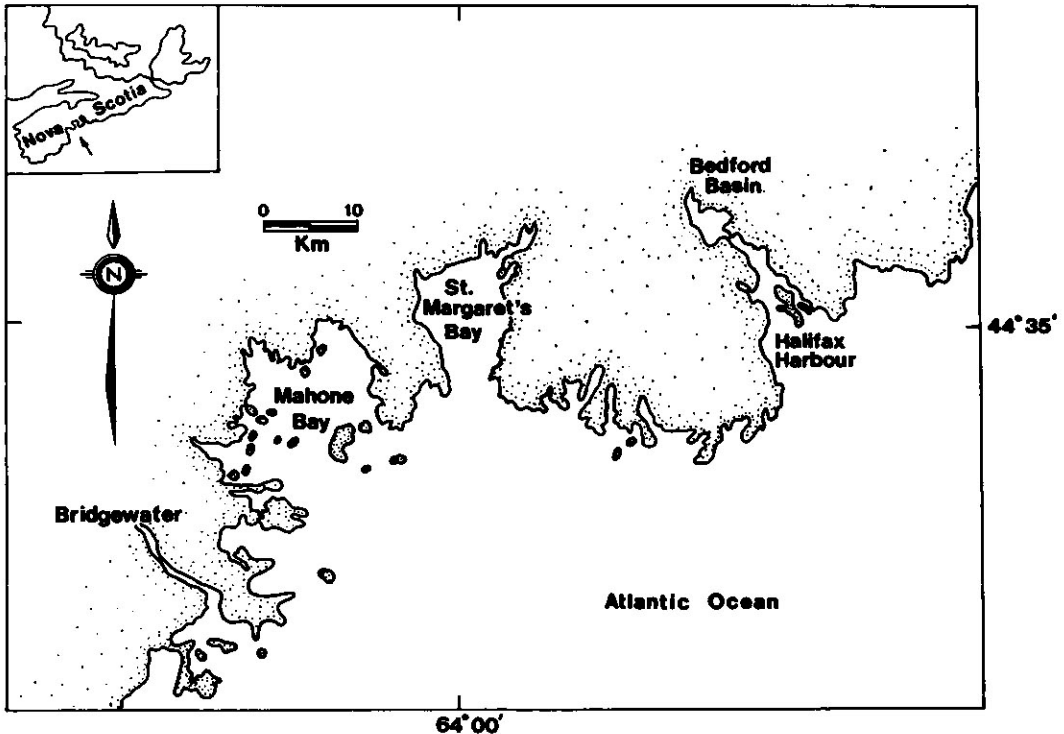 Nova Scotia
Bedford
Basin
0 10
Km
N
St.
Margaret's
Bay
44°35'
Halifax
Harbour
Mahone
Bay
Bridgewater
Atlantic Ocean
64°00'